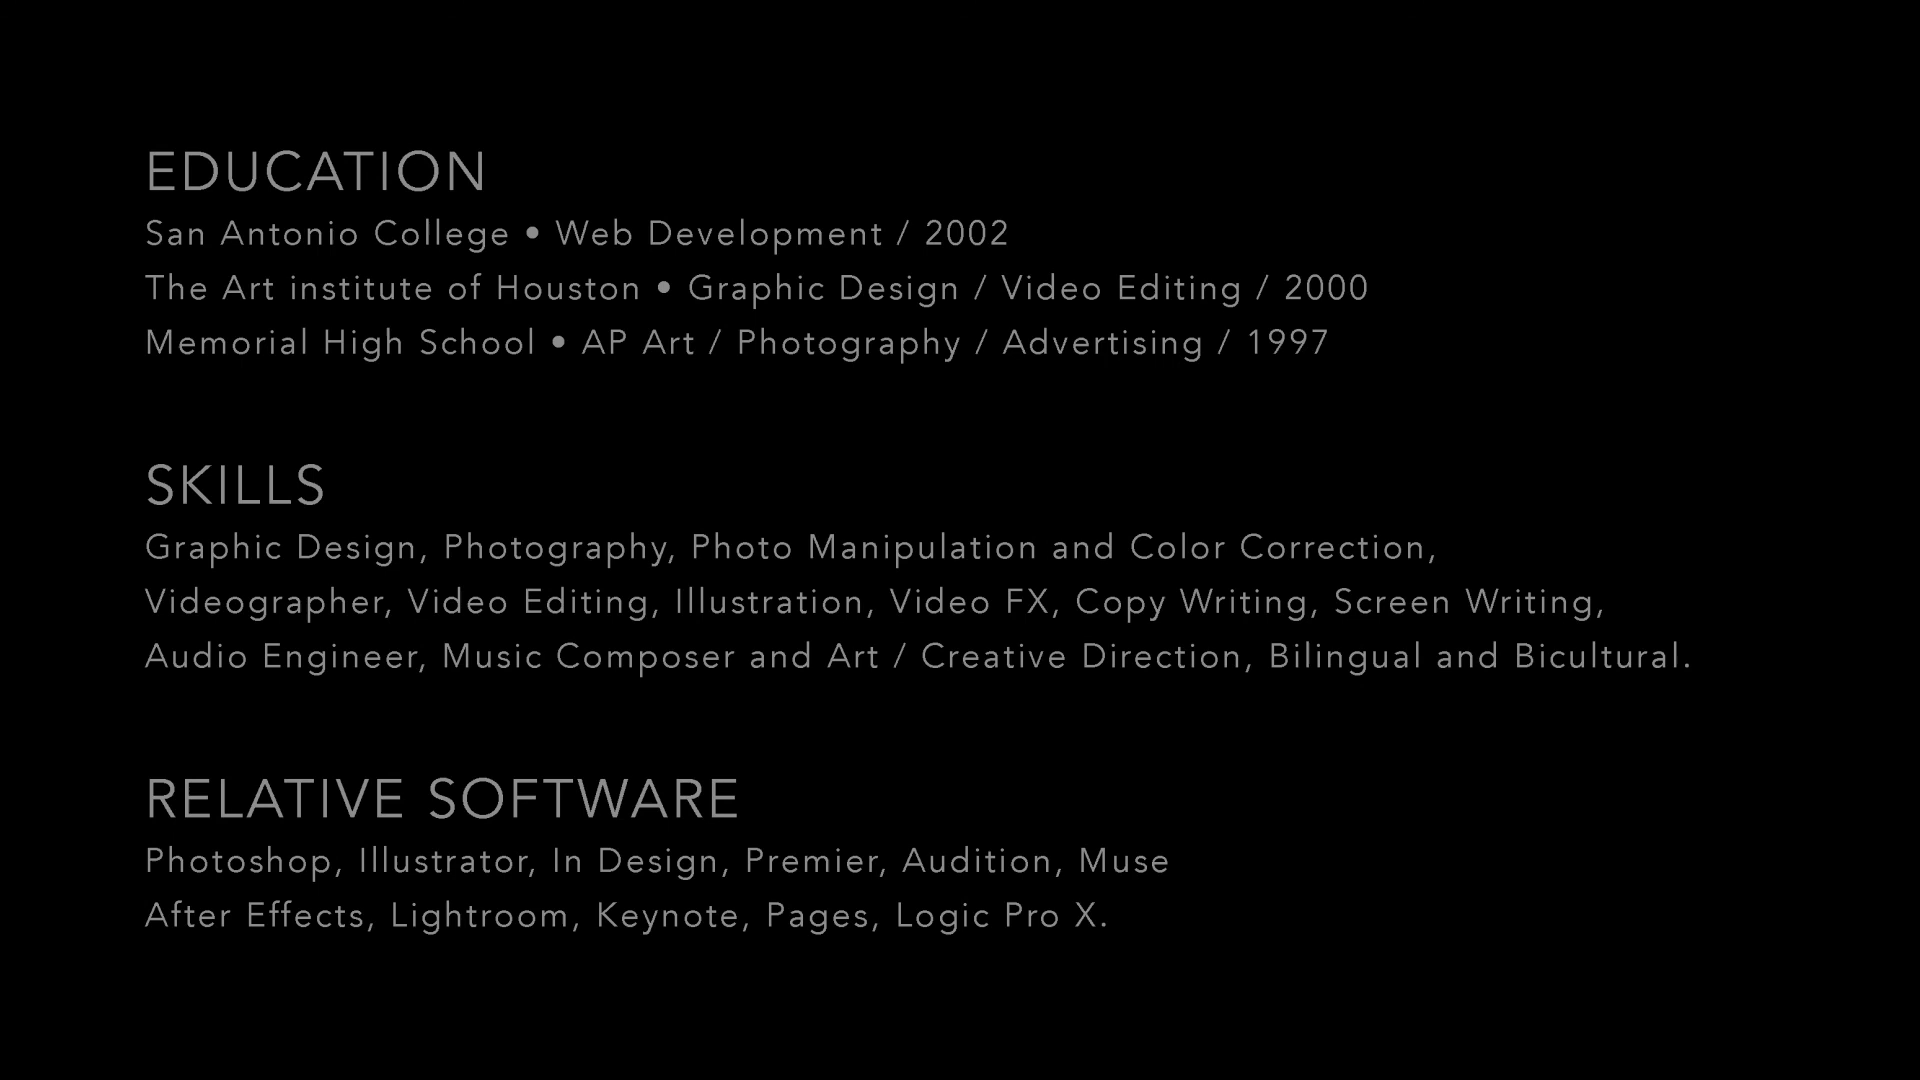 EDUCATION
San Antonio College • Web Development / 2002
The Art institute of Houston • Graphic Design / Video Editing / 2000
Memorial High School • AP Art / Photography / Advertising / 1997
SKILLS
Graphic Design, Photography, Photo Manipulation and Color Correction,
Videographer, Video Editing, Illustration, Video FX, Copy Writing, Screen Writing,
Audio Engineer, Music Composer and Art / Creative Direction, Bilingual and Bicultural.
RELATIVE SOFTWARE
Photoshop, Illustrator, In Design, Premier, Audition, Muse
After Effects, Lightroom, Keynote, Pages, Logic Pro X.